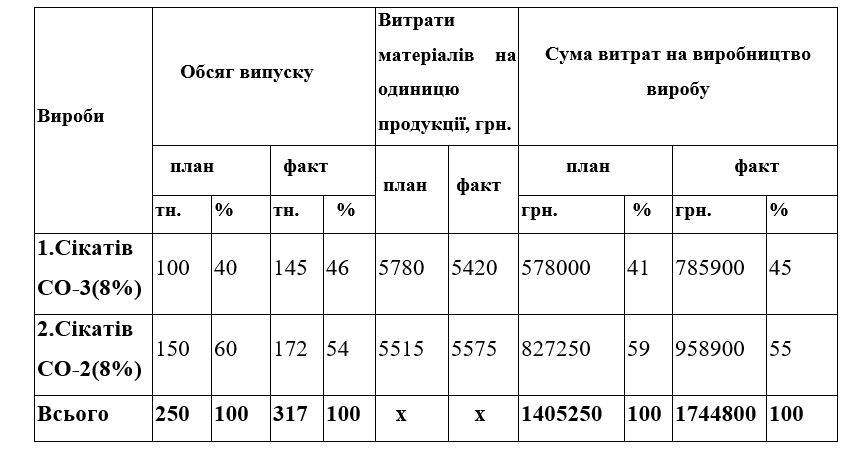 Вироби
Обсяг випуску
Витрати
матеріалів на
одиницю
продукції, грн.
Сума витрат на виробництво
виробу
план факт план факт план факт
тн. % тн. % грн. % грн. %
1.Сікатів
СО-3(8%)
100 40 145 46 5780 5420 578000 41 785900 45
2.Сікатів
СО-2(8%)
150 60 172 54 5515 5575 827250 59 958900 55
Всього 250 100 317 100 х х 1405250 100 1744800 100